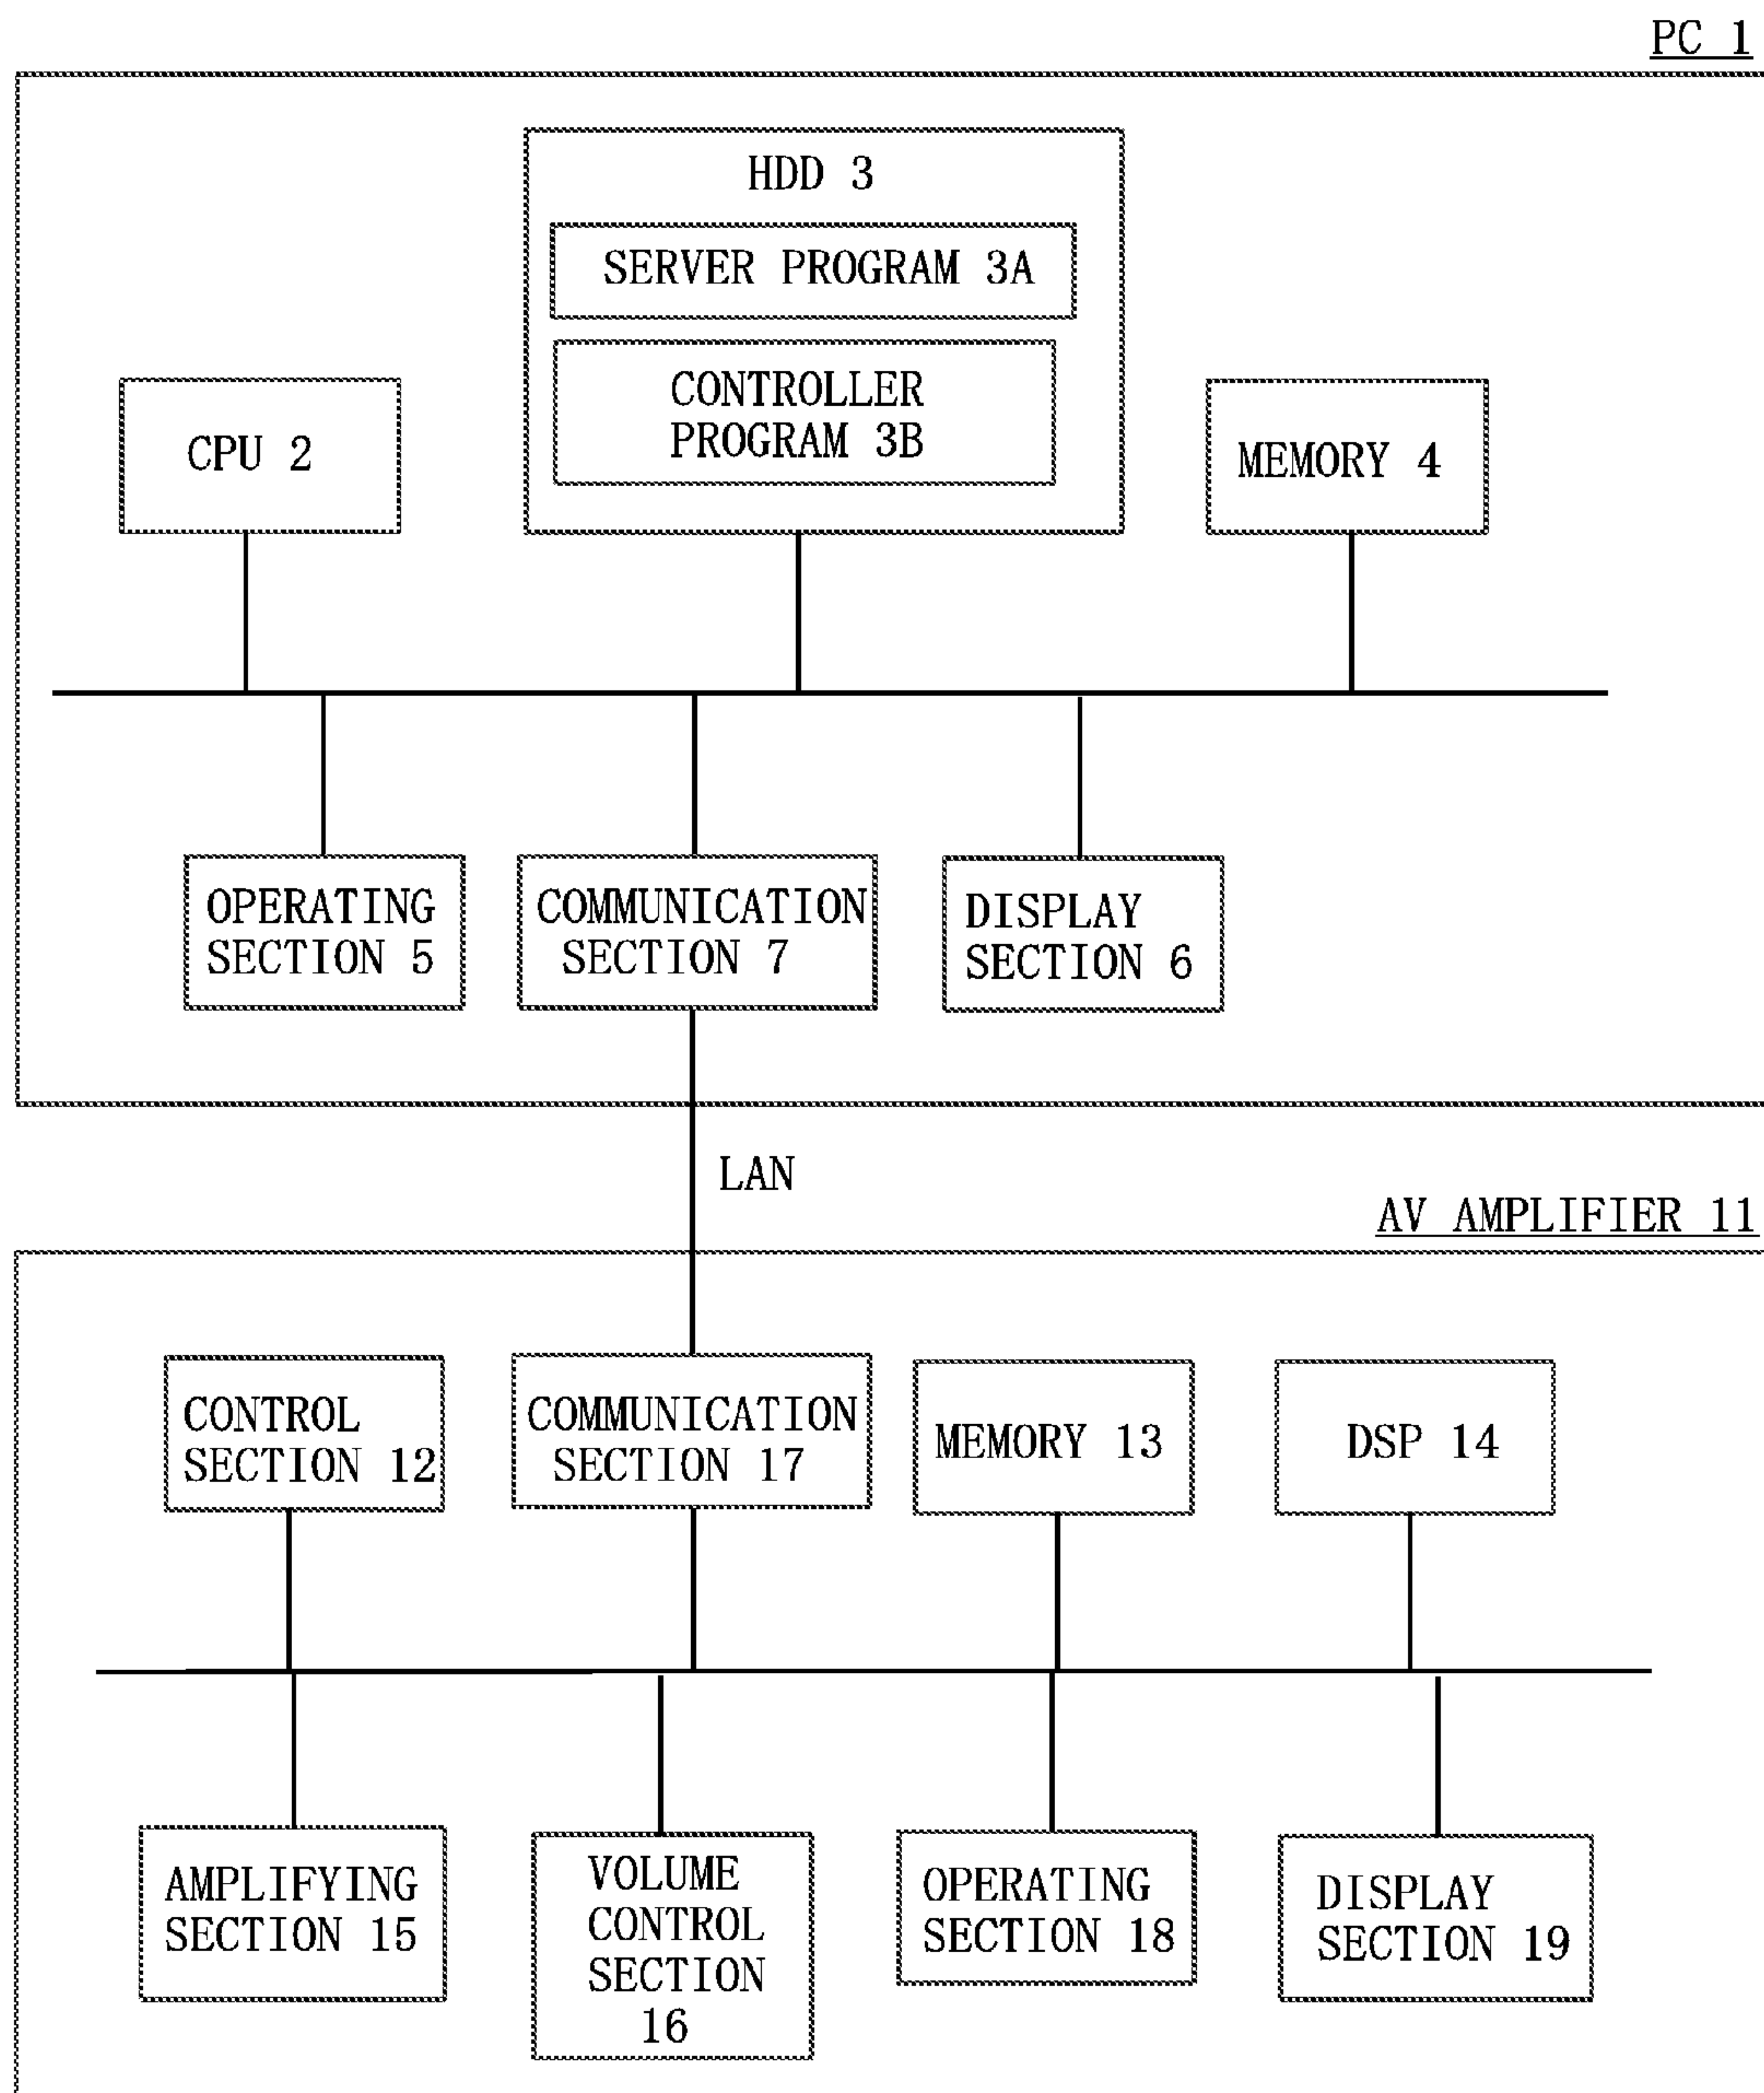 PC 1
HDD 3
SERVER PROGRAM 3A
CONTROLLER
PROGRAM 3B
CPU 2
MEMORY 4
OPERATING
SECTION 5
COMMUNICATION
SECTION 7
DISPLAY
SECTION 6
LAN
AV AMPLIFIER 11
CONTROL
SECTION 12
COMMUNICATION
SECTION 17
MEMORY 13
DSP 14
AMPLIFYING
SECTION 15
VOLUME
CONTROL
SECTION
16
OPERATING
SECTION 18
DISPLAY
SECTION 19